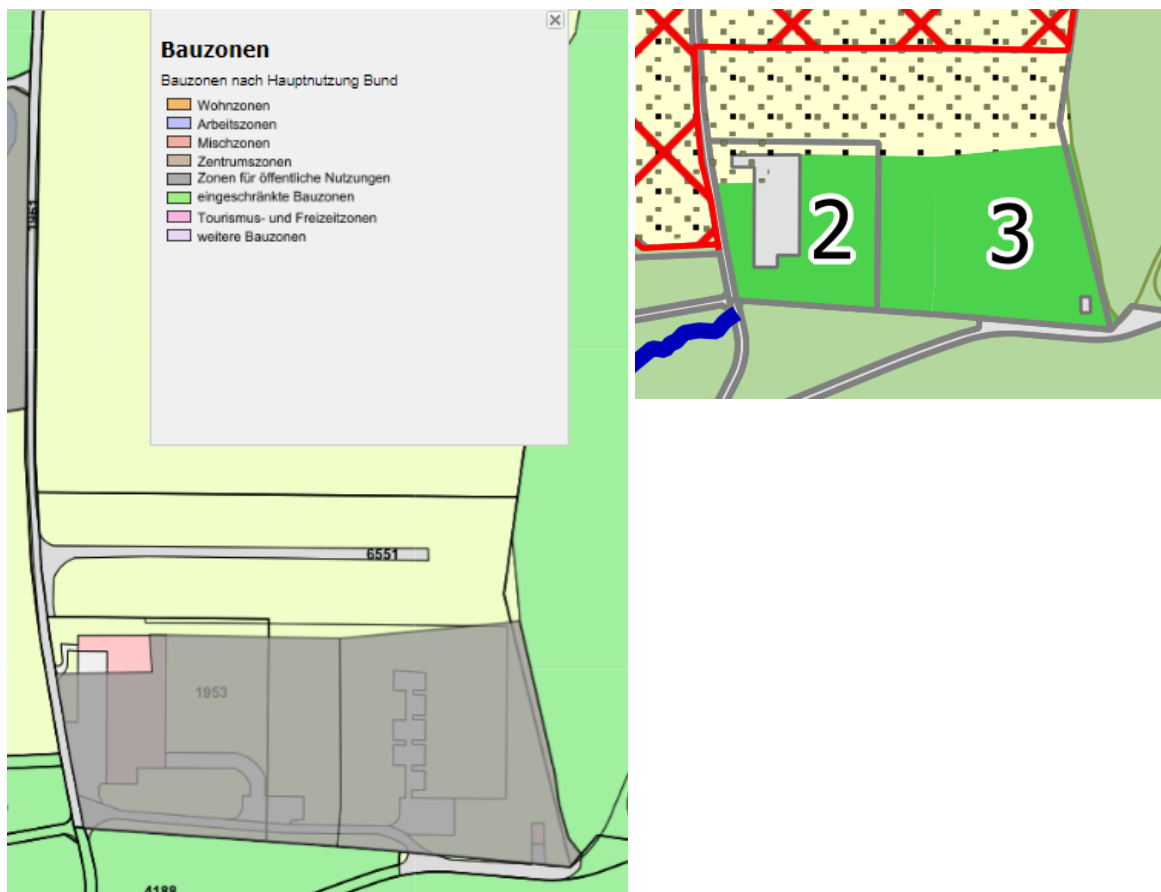 Bauzonen
Bauzonen nach Hauptnutzung Bund
Wohnzonen
Arbeitszonen
Mischzonen
Zentrumszonen
Zonen für öffentliche Nutzungen
eingeschränkte Bauzonen
Tourismus- und Freizeitzonen
weitere Bauzonen
1951
6551
1953
4188
2
3